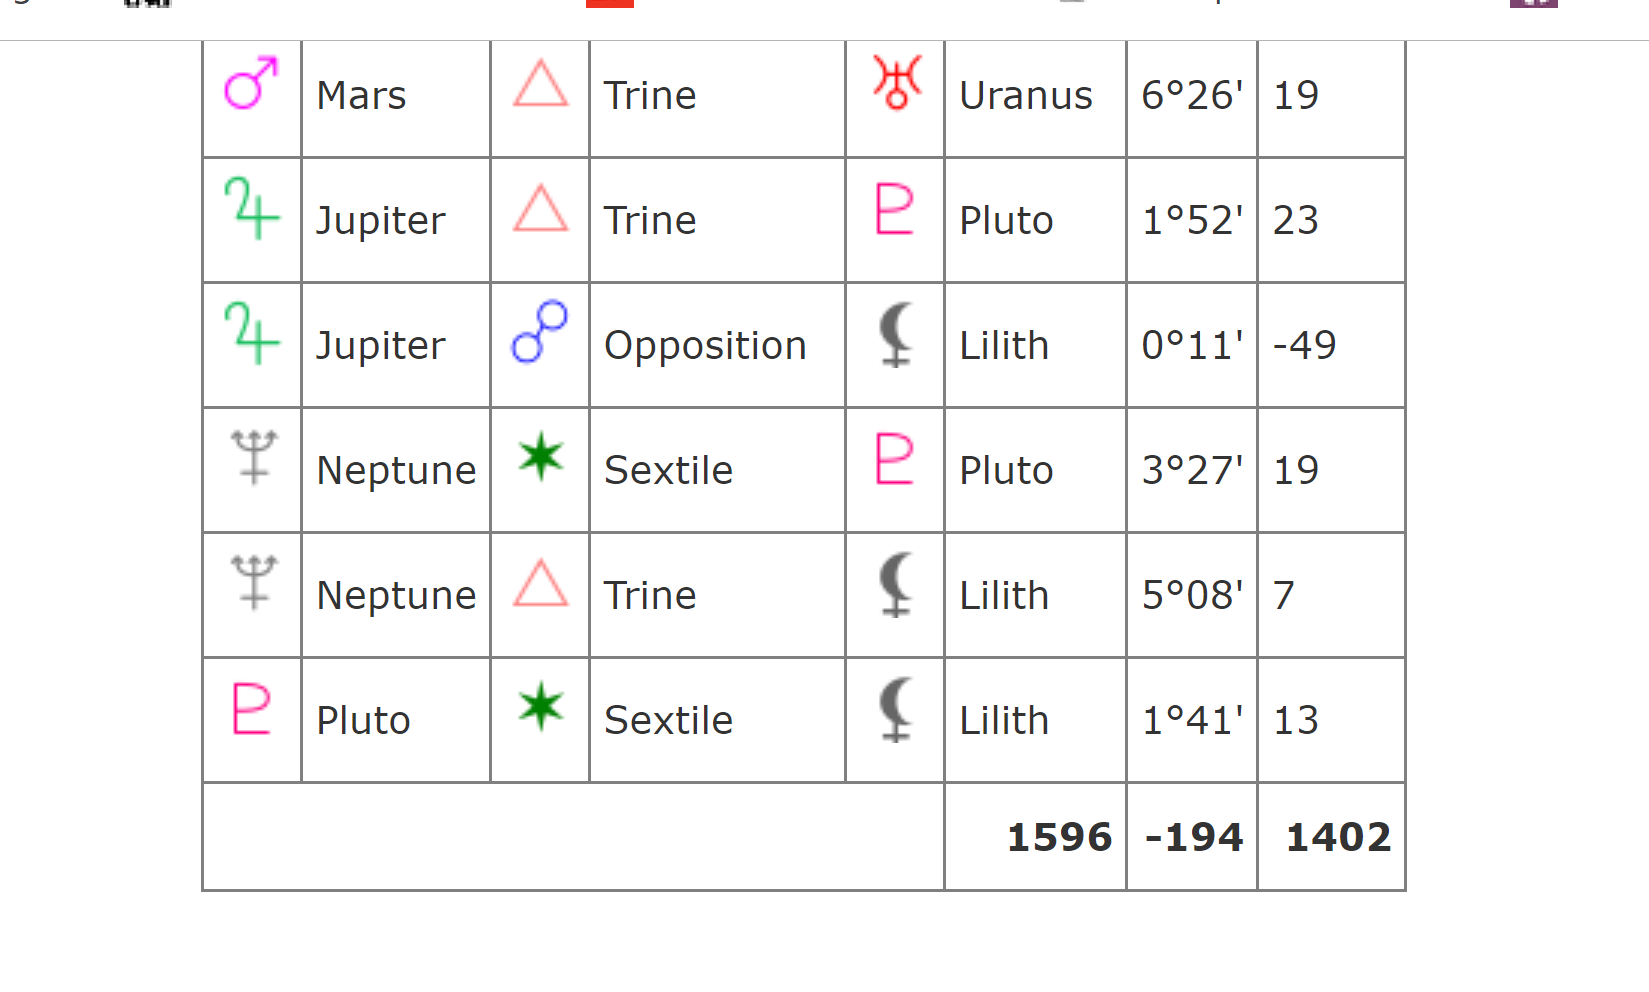 Mars Trine Uranus 6°26' 19
Jupiter Trine Pluto 1°52' 23
Jupiter Opposition Lilith 0°11' -49
Neptune Sextile Pluto 3°27' 19
Neptune Trine Lilith 5°08' 7
Pluto Sextile Lilith 1°41' 13
1596 -194 1402